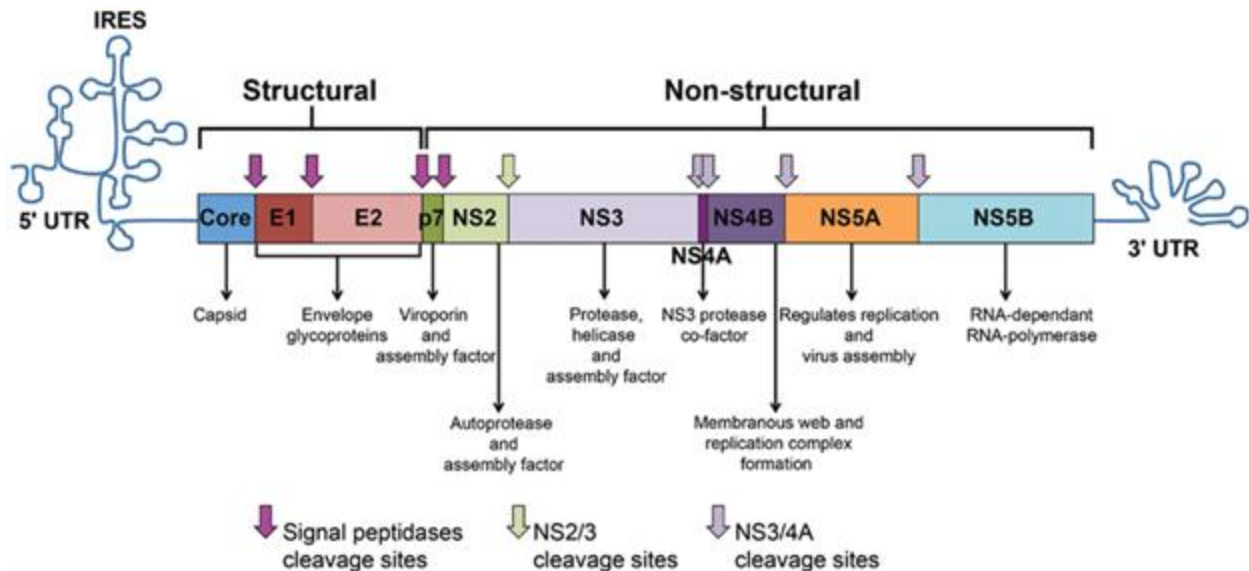 IRES
Structural
Non-structural
5' UTR
Core
E1
E2
p7
NS2
NS3
NS4A
NS4B
NS5A
NS5B
3' UTR
Capsid
Envelope
glycoproteins
Viroporin
and
assembly factor
Protease,
helicase
and
assembly factor
NS3 protease
co-factor
Regulates replication
and
virus assembly
RNA-dependant
RNA-polymerase
Autoprotease
and
assembly factor
Membranous web and
replication complex
formation
Signal peptidases
cleavage sites
NS2/3
cleavage sites
NS3/4A
cleavage sites